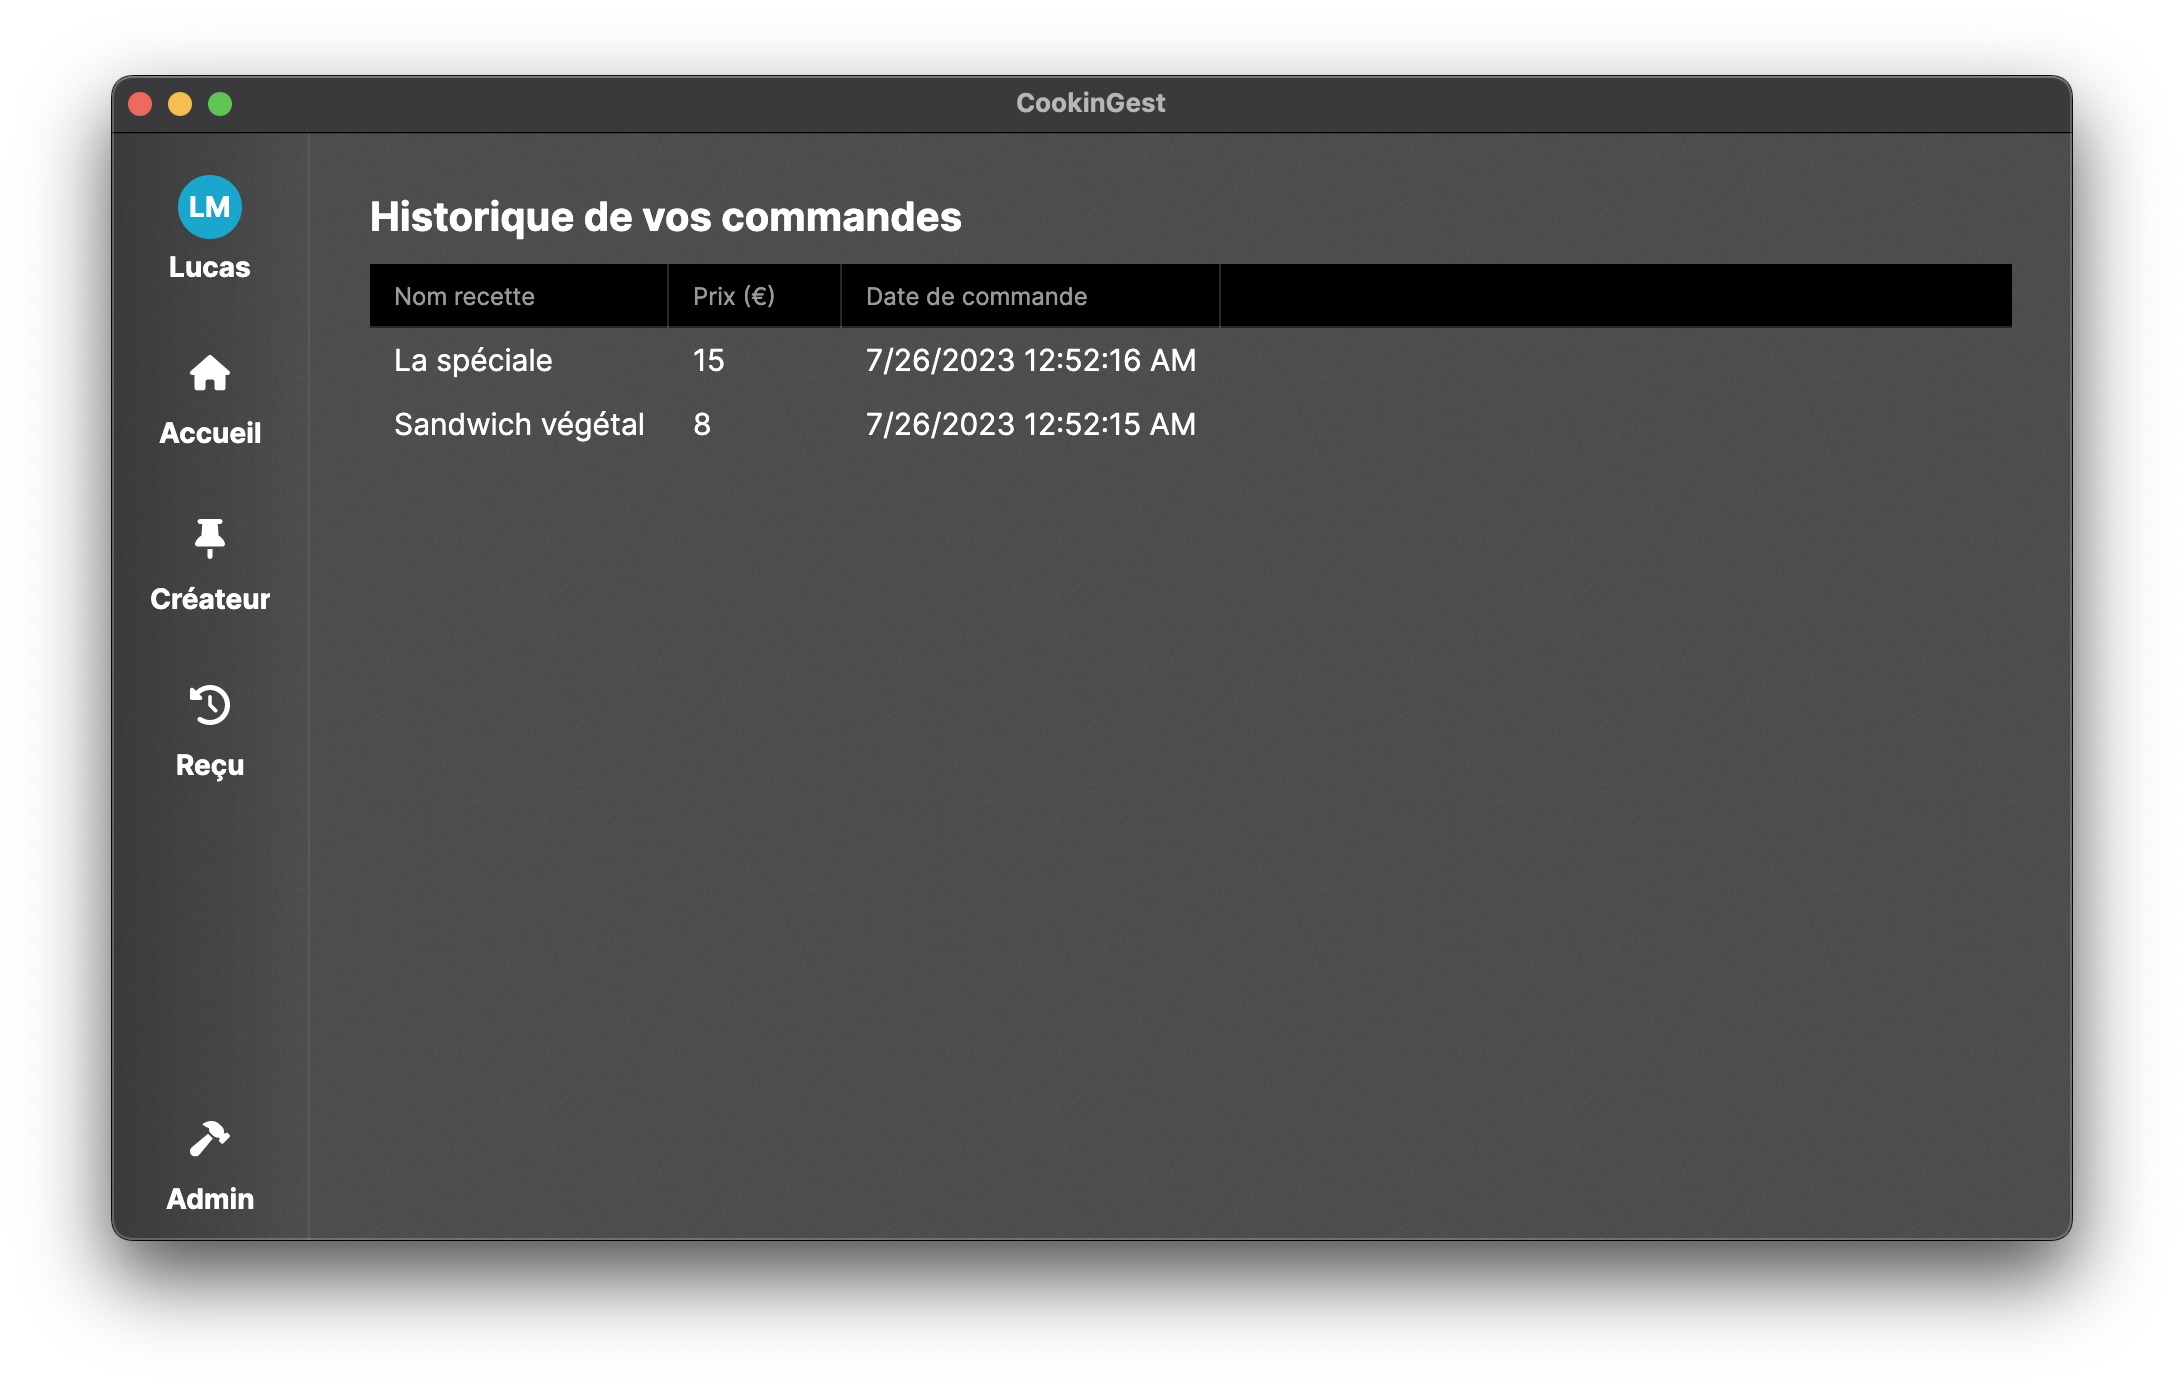 CookinGest
LM
Lucas
Accueil
Créateur
Reçu
Admin
Historique de vos commandes
Nom recette Prix (€) Date de commande
La spéciale 15 7/26/2023 12:52:16 AM
Sandwich végétal 8 7/26/2023 12:52:15 AM